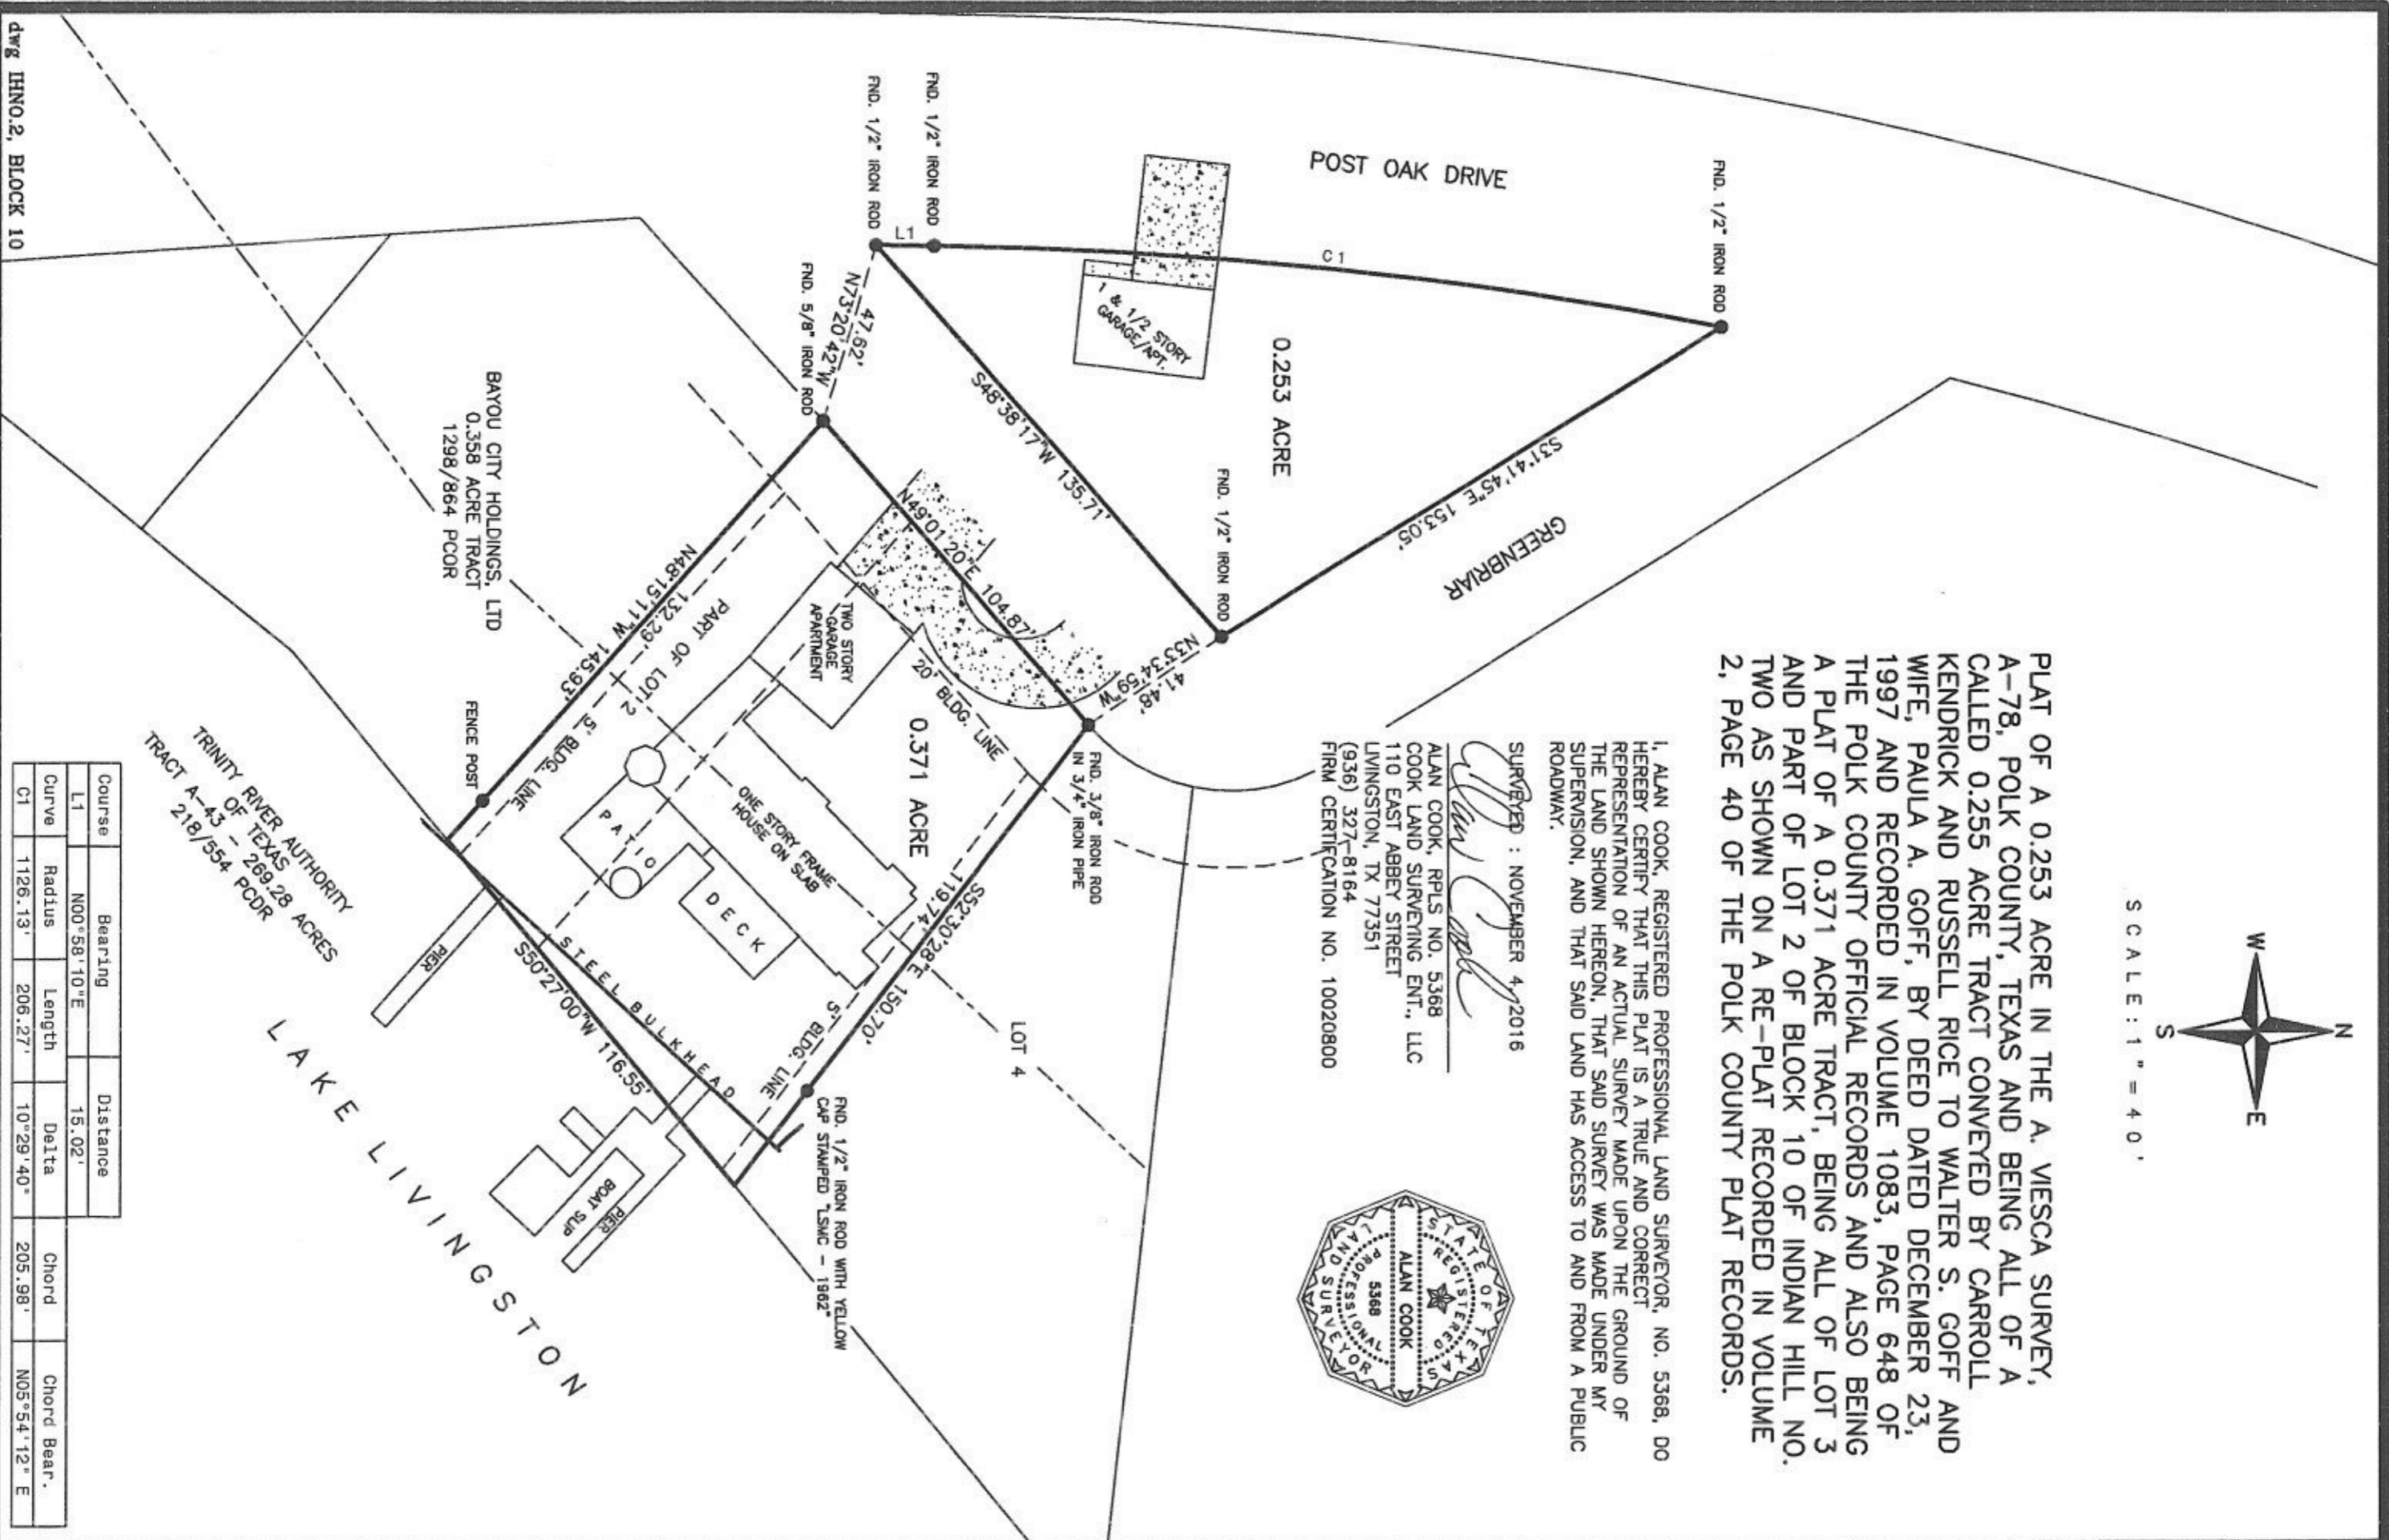 N
W
E
S
SCALE: 1" = 40'
PLAT OF A 0.253 ACRE IN THE A. VIESCA SURVEY,
A-78, POLK COUNTY, TEXAS AND BEING ALL OF A
CALLED 0.255 ACRE TRACT CONVEYED BY CARROLL
KENDRICK AND RUSSELL RICE TO WALTER S. GOFF AND
WIFE, PAULA A. GOFF, BY DEED DATED DECEMBER 23,
1997 AND RECORDED IN VOLUME 1083, PAGE 648 OF
THE POLK COUNTY OFFICIAL RECORDS AND ALSO BEING
A PLAT OF A 0.371 ACRE TRACT, BEING ALL OF LOT 3
AND PART OF LOT 2 OF BLOCK 10 OF INDIAN HILL NO.
TWO AS SHOWN ON A RE-PLAT RECORDED IN VOLUME
2, PAGE 40 OF THE POLK COUNTY PLAT RECORDS.
I, ALAN COOK, REGISTERED PROFESSIONAL LAND SURVEYOR, NO. 5368, DO
HEREBY CERTIFY THAT THIS PLAT IS A TRUE AND CORRECT
REPRESENTATION OF AN ACTUAL SURVEY MADE UPON THE GROUND OF
THE LAND SHOWN HEREON, THAT SAID SURVEY WAS MADE UNDER MY
SUPERVISION, AND THAT SAID LAND HAS ACCESS TO AND FROM A PUBLIC
ROADWAY.
SURVEYED : NOVEMBER 4, 2016
Alan Cook
ALAN COOK, RPLS NO. 5368
COOK LAND SURVEYING ENT., LLC
110 EAST ABBEY STREET
LIVINGSTON, TX 77351
(936) 327-8164
FIRM CERTIFICATION NO. 10020800
STATE OF TEXAS
REGISTERED
ALAN COOK
5368
PROFESSIONAL
LAND SURVEYOR
FND. 1/2" IRON ROD
POST OAK DRIVE
C1
0.253 ACRE
S31°41'45"E 153.05'
GREENBRIAR
1 & 1/2 STORY
GARAGE/APT.
FND. 1/2" IRON ROD
L1
FND. 1/2" IRON ROD
S48°38'17"W 135.71'
FND. 1/2" IRON ROD
47.62'
N73°20'42"W
FND. 5/8" IRON ROD
41.48'
N33°34'59"W
FND. 3/8" IRON ROD
IN 3/4" IRON PIPE
N49°01'20"E 104.87'
20' BLDG. LINE
TWO STORY
GARAGE
APARTMENT
0.371 ACRE
ONE STORY FRAME
HOUSE ON SLAB
PATIO
DECK
PART OF LOT 2
132.29'
N48°15'11"W 145.93'
5' BLDG. LINE
FENCE POST
S52°30'28"E 150.70'
119.74'
5' BLDG. LINE
LOT 4
FND. 1/2" IRON ROD WITH YELLOW
CAP STAMPED "LSMC - 1962"
STEEL BULKHEAD
S50°27'00"W 116.55'
PIER
BOAT SLIP
PIER
BAYOU CITY HOLDINGS, LTD
0.358 ACRE TRACT
1298/864 PCOR
TRINITY RIVER AUTHORITY
OF TEXAS
TRACT A-43 - 269.28 ACRES
218/554 PCDR
LAKE LIVINGSTON
Course Bearing Distance
L1 N00°58'10"E 15.02'
Curve Radius Length Delta Chord Chord Bear.
C1 1126.13' 206.27' 10°29'40" 205.98' N05°54'12" E
dwg IHNO.2, BLOCK 10